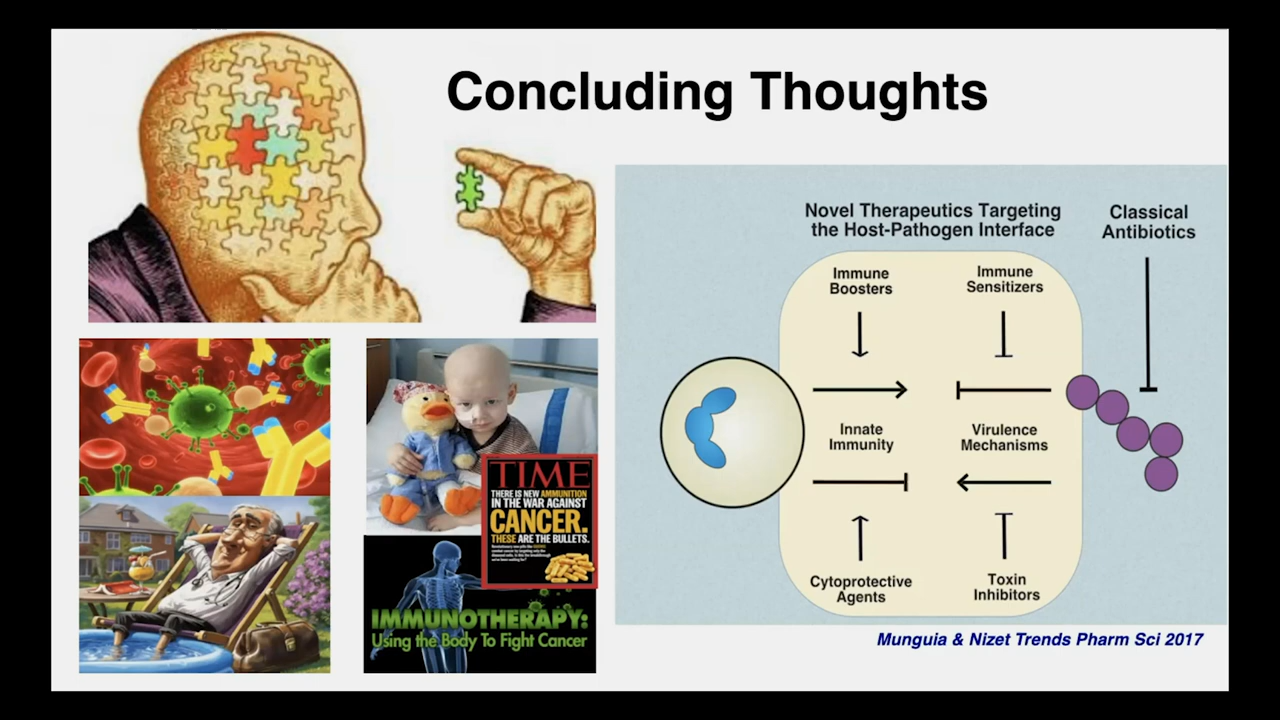 Concluding Thoughts
Novel Therapeutics Targeting
the Host-Pathogen Interface
Classical
Antibiotics
Immune
Boosters
Immune
Sensitizers
Innate
Immunity
Virulence
Mechanisms
Cytoprotective
Agents
Toxin
Inhibitors
Munguia & Nizet Trends Pharm Sci 2017
TIME
THERE IS NEW AMMUNITION
IN THE WAR AGAINST
CANCER.
THESE ARE THE BULLETS.
IMMUNOTHERAPY:
Using the Body To Fight Cancer